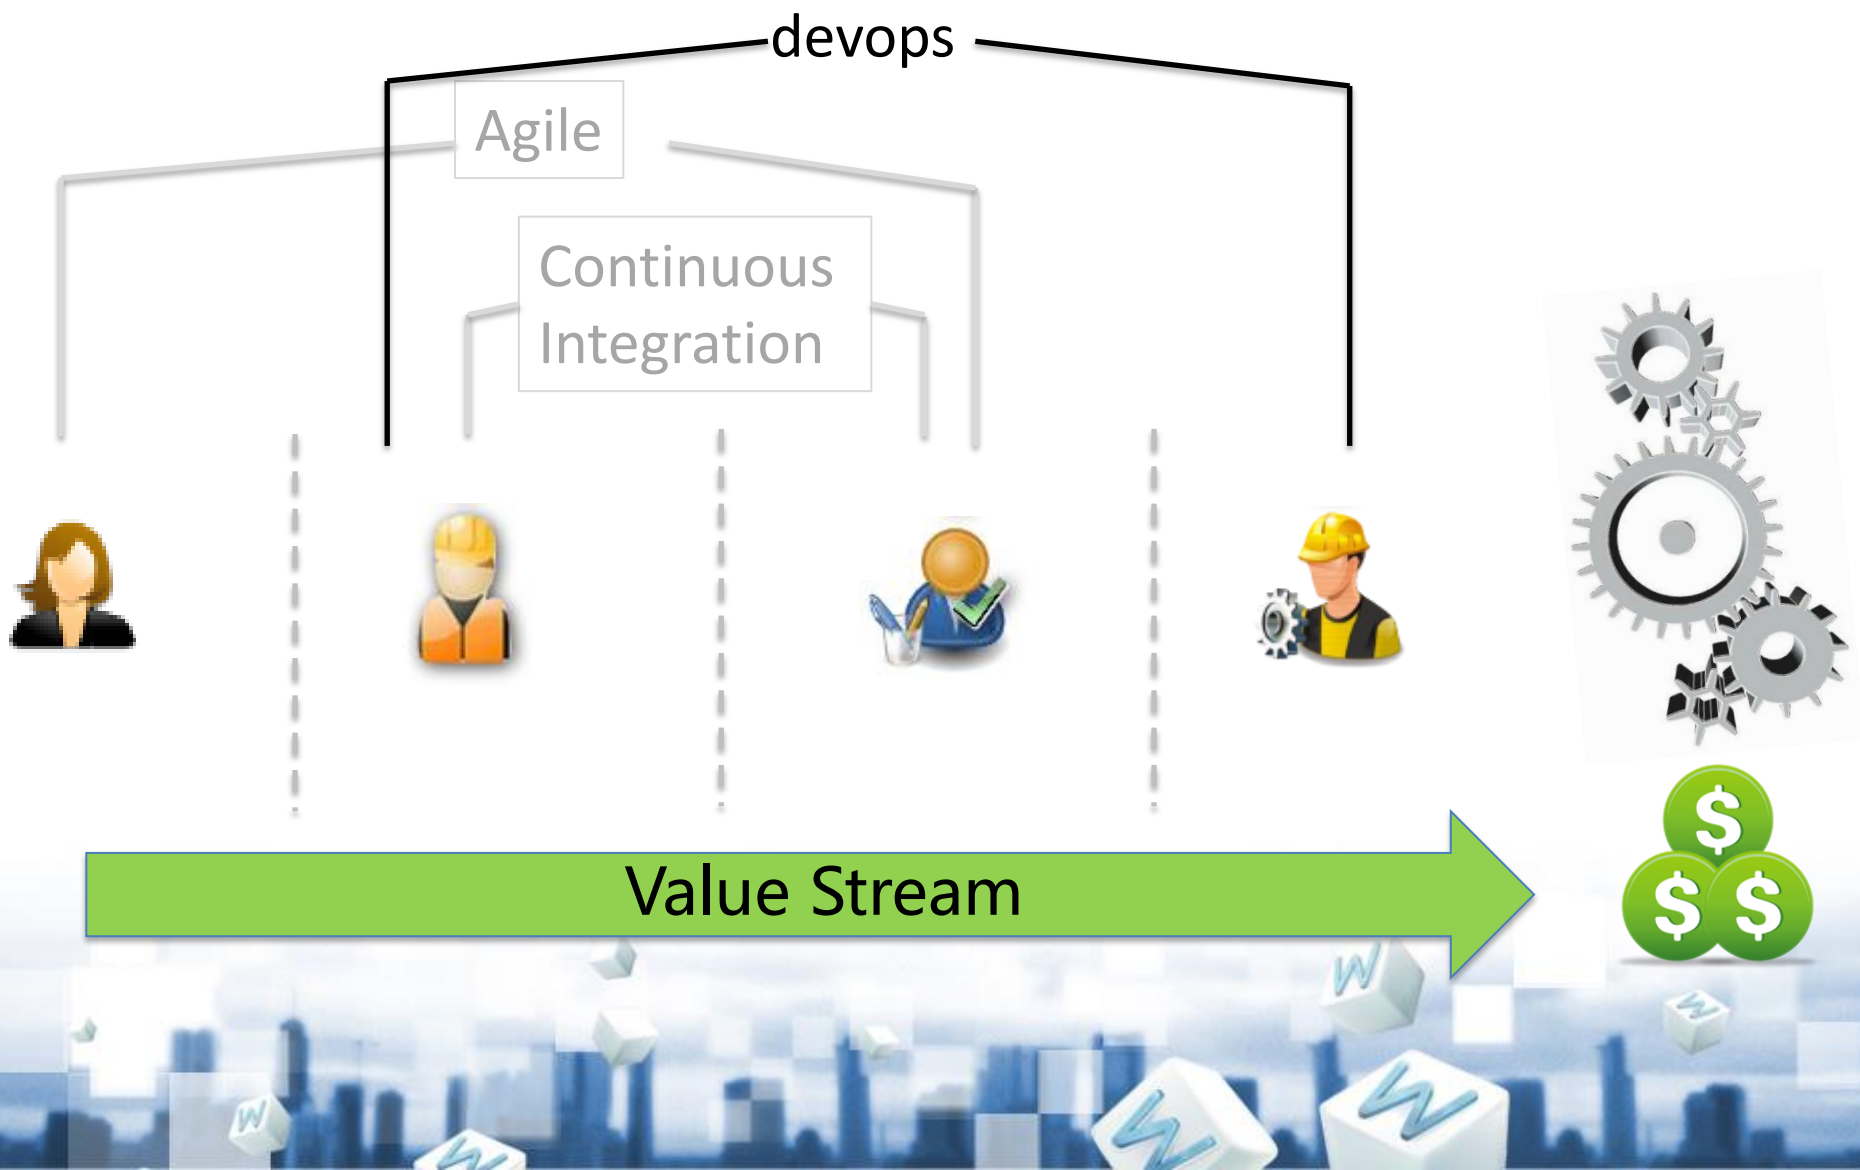 devops
Agile
Continuous
Integration
$
$ $
Value Stream
W
W
W
W
W
W